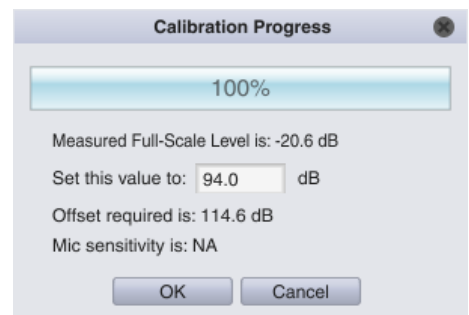 Calibration Progress
100%
Measured Full-Scale Level is: -20.6 dB
Set this value to: 94.0 dB
Offset required is: 114.6 dB
Mic sensitivity is: NA
OK Cancel